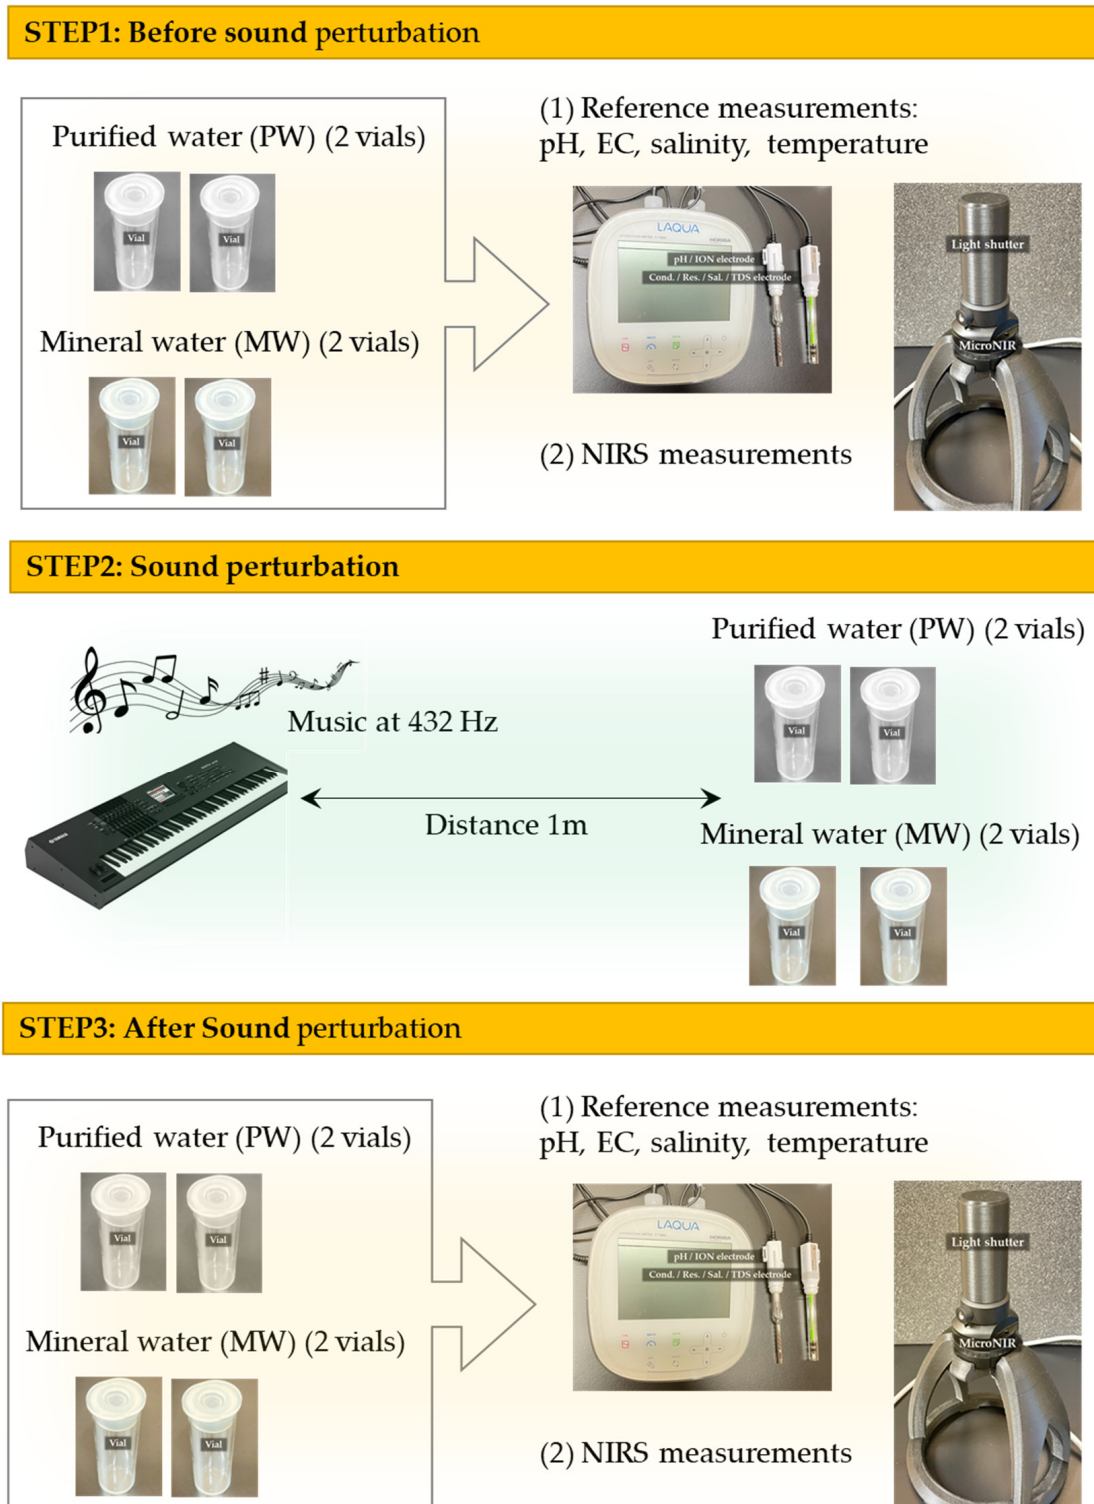 STEP1: Before sound perturbation
Purified water (PW) (2 vials)
Vial
Vial
Mineral water (MW) (2 vials)
Vial
Vial
(1) Reference measurements:
pH, EC, salinity, temperature
LAQUA
HORIBA
pH / ION electrode
Cond. / Res. / Sal. / TDS electrode
Light shutter
MicroNIR
(2) NIRS measurements
STEP2: Sound perturbation
Music at 432 Hz
Distance 1m
Purified water (PW) (2 vials)
Vial
Vial
Mineral water (MW) (2 vials)
Vial
Vial
STEP3: After Sound perturbation
Purified water (PW) (2 vials)
Vial
Vial
Mineral water (MW) (2 vials)
Vial
Vial
(1) Reference measurements:
pH, EC, salinity, temperature
LAQUA
HORIBA
pH / ION electrode
Cond. / Res. / Sal. / TDS electrode
Light shutter
MicroNIR
(2) NIRS measurements